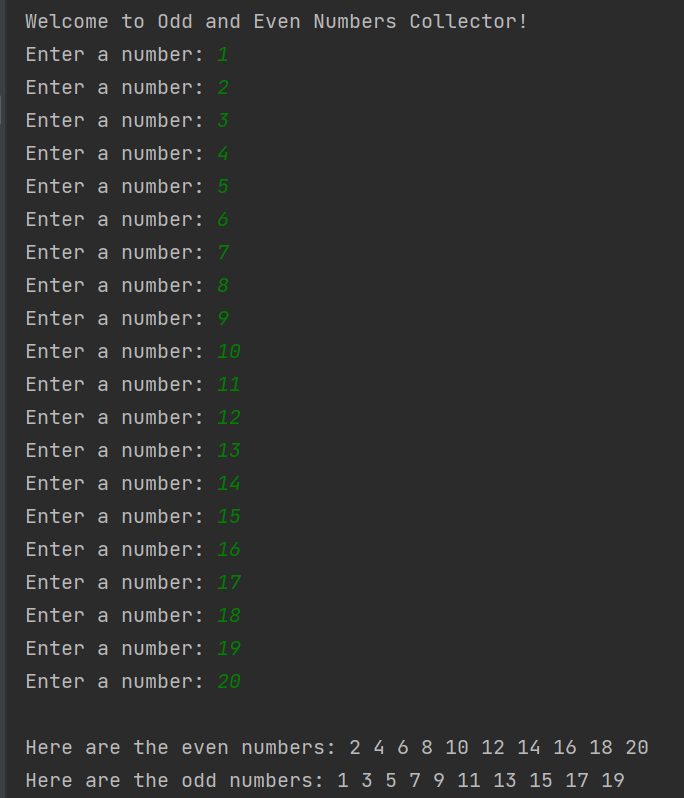 Welcome to Odd and Even Numbers Collector!
Enter a number: 1
Enter a number: 2
Enter a number: 3
Enter a number: 4
Enter a number: 5
Enter a number: 6
Enter a number: 7
Enter a number: 8
Enter a number: 9
Enter a number: 10
Enter a number: 11
Enter a number: 12
Enter a number: 13
Enter a number: 14
Enter a number: 15
Enter a number: 16
Enter a number: 17
Enter a number: 18
Enter a number: 19
Enter a number: 20
Here are the even numbers: 2 4 6 8 10 12 14 16 18 20
Here are the odd numbers: 1 3 5 7 9 11 13 15 17 19